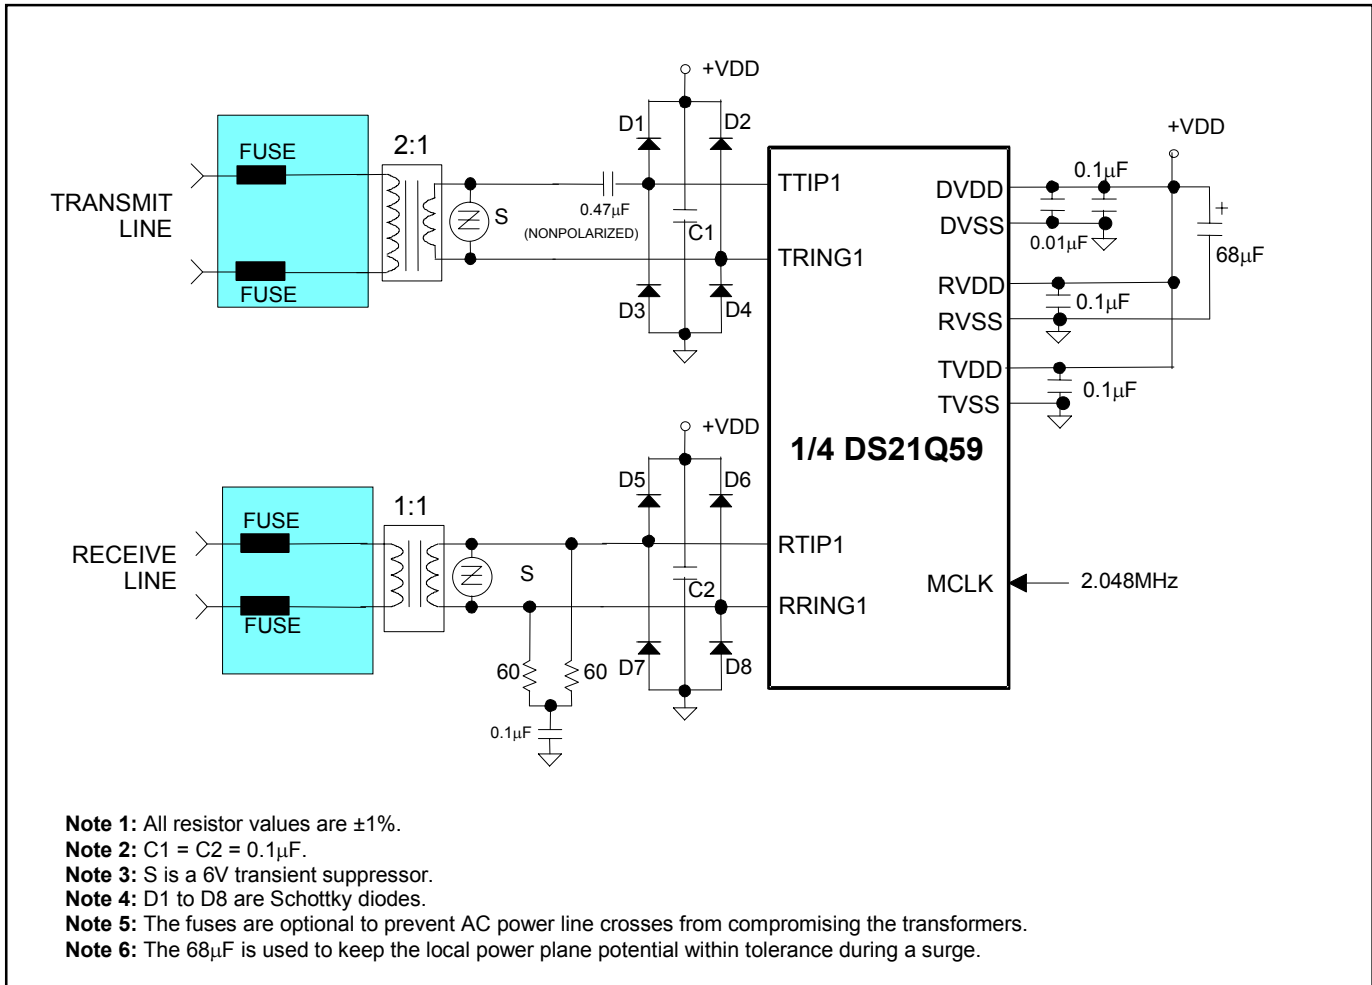 +VDD
D1
D2
+VDD
FUSE
2:1
0.1μF
TTIP1
DVDD
TRANSMIT
LINE
S
0.47μF
(NONPOLARIZED)
C1
DVSS
0.01μF
+
68μF
TRING1
FUSE
D3
D4
RVDD
0.1μF
RVSS
TVDD
0.1μF
TVSS
+VDD
1/4 DS21Q59
D5
D6
FUSE
1:1
RTIP1
RECEIVE
LINE
S
C2
MCLK
2.048MHz
RRING1
FUSE
60
60
D7
D8
0.1μF
Note 1: All resistor values are ±1%.
Note 2: C1 = C2 = 0.1μF.
Note 3: S is a 6V transient suppressor.
Note 4: D1 to D8 are Schottky diodes.
Note 5: The fuses are optional to prevent AC power line crosses from compromising the transformers.
Note 6: The 68μF is used to keep the local power plane potential within tolerance during a surge.